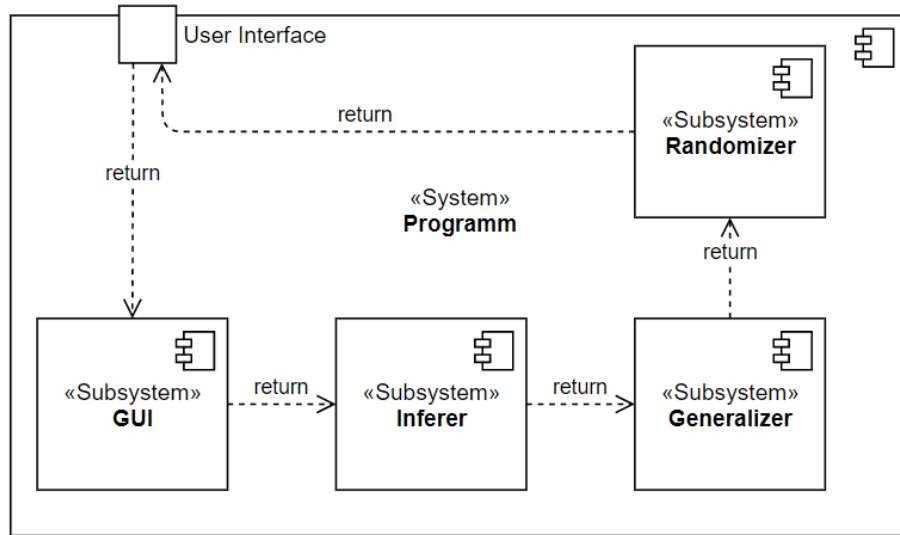 User Interface
«Subsystem»
Randomizer
return
return
«System»
Programm
return
«Subsystem»
GUI
return
«Subsystem»
Inferer
return
«Subsystem»
Generalizer